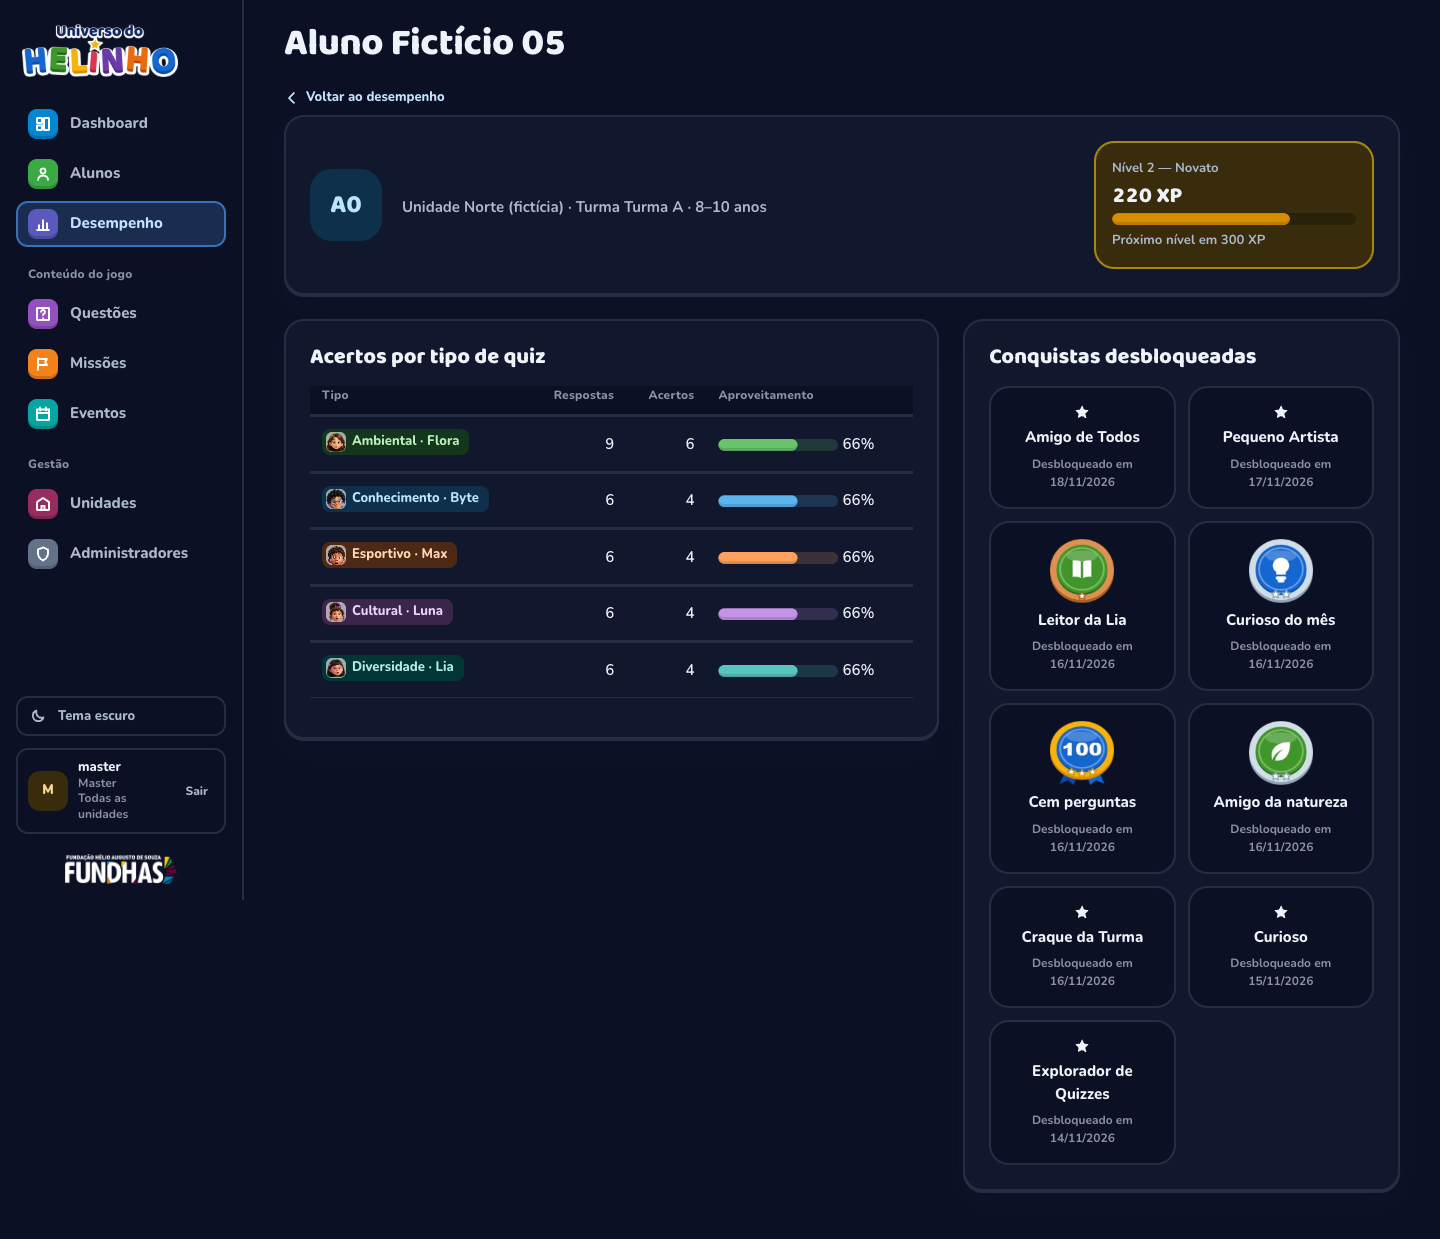 Universo do
HELINHO
Dashboard
Alunos
Desempenho
Conteúdo do jogo
Questões
Missões
Eventos
Gestão
Unidades
Administradores
Tema escuro
M
master
Master
Todas as
unidades
Sair
FUNDAÇÃO HÉLIO AUGUSTO DE SOUZA
FUNDHAS
Aluno Fictício 05
Voltar ao desempenho
A0
Unidade Norte (fictícia) · Turma Turma A · 8–10 anos
Nível 2 — Novato
220 XP
Próximo nível em 300 XP
Acertos por tipo de quiz
Tipo Respostas Acertos Aproveitamento
Ambiental · Flora 9 6 66%
Conhecimento · Byte 6 4 66%
Esportivo · Max 6 4 66%
Cultural · Luna 6 4 66%
Diversidade · Lia 6 4 66%
Conquistas desbloqueadas
Amigo de Todos
Desbloqueado em
18/11/2026
Pequeno Artista
Desbloqueado em
17/11/2026
Leitor da Lia
Desbloqueado em
16/11/2026
Curioso do mês
Desbloqueado em
16/11/2026
100
Cem perguntas
Desbloqueado em
16/11/2026
Amigo da natureza
Desbloqueado em
16/11/2026
Craque da Turma
Desbloqueado em
16/11/2026
Curioso
Desbloqueado em
15/11/2026
Explorador de
Quizzes
Desbloqueado em
14/11/2026